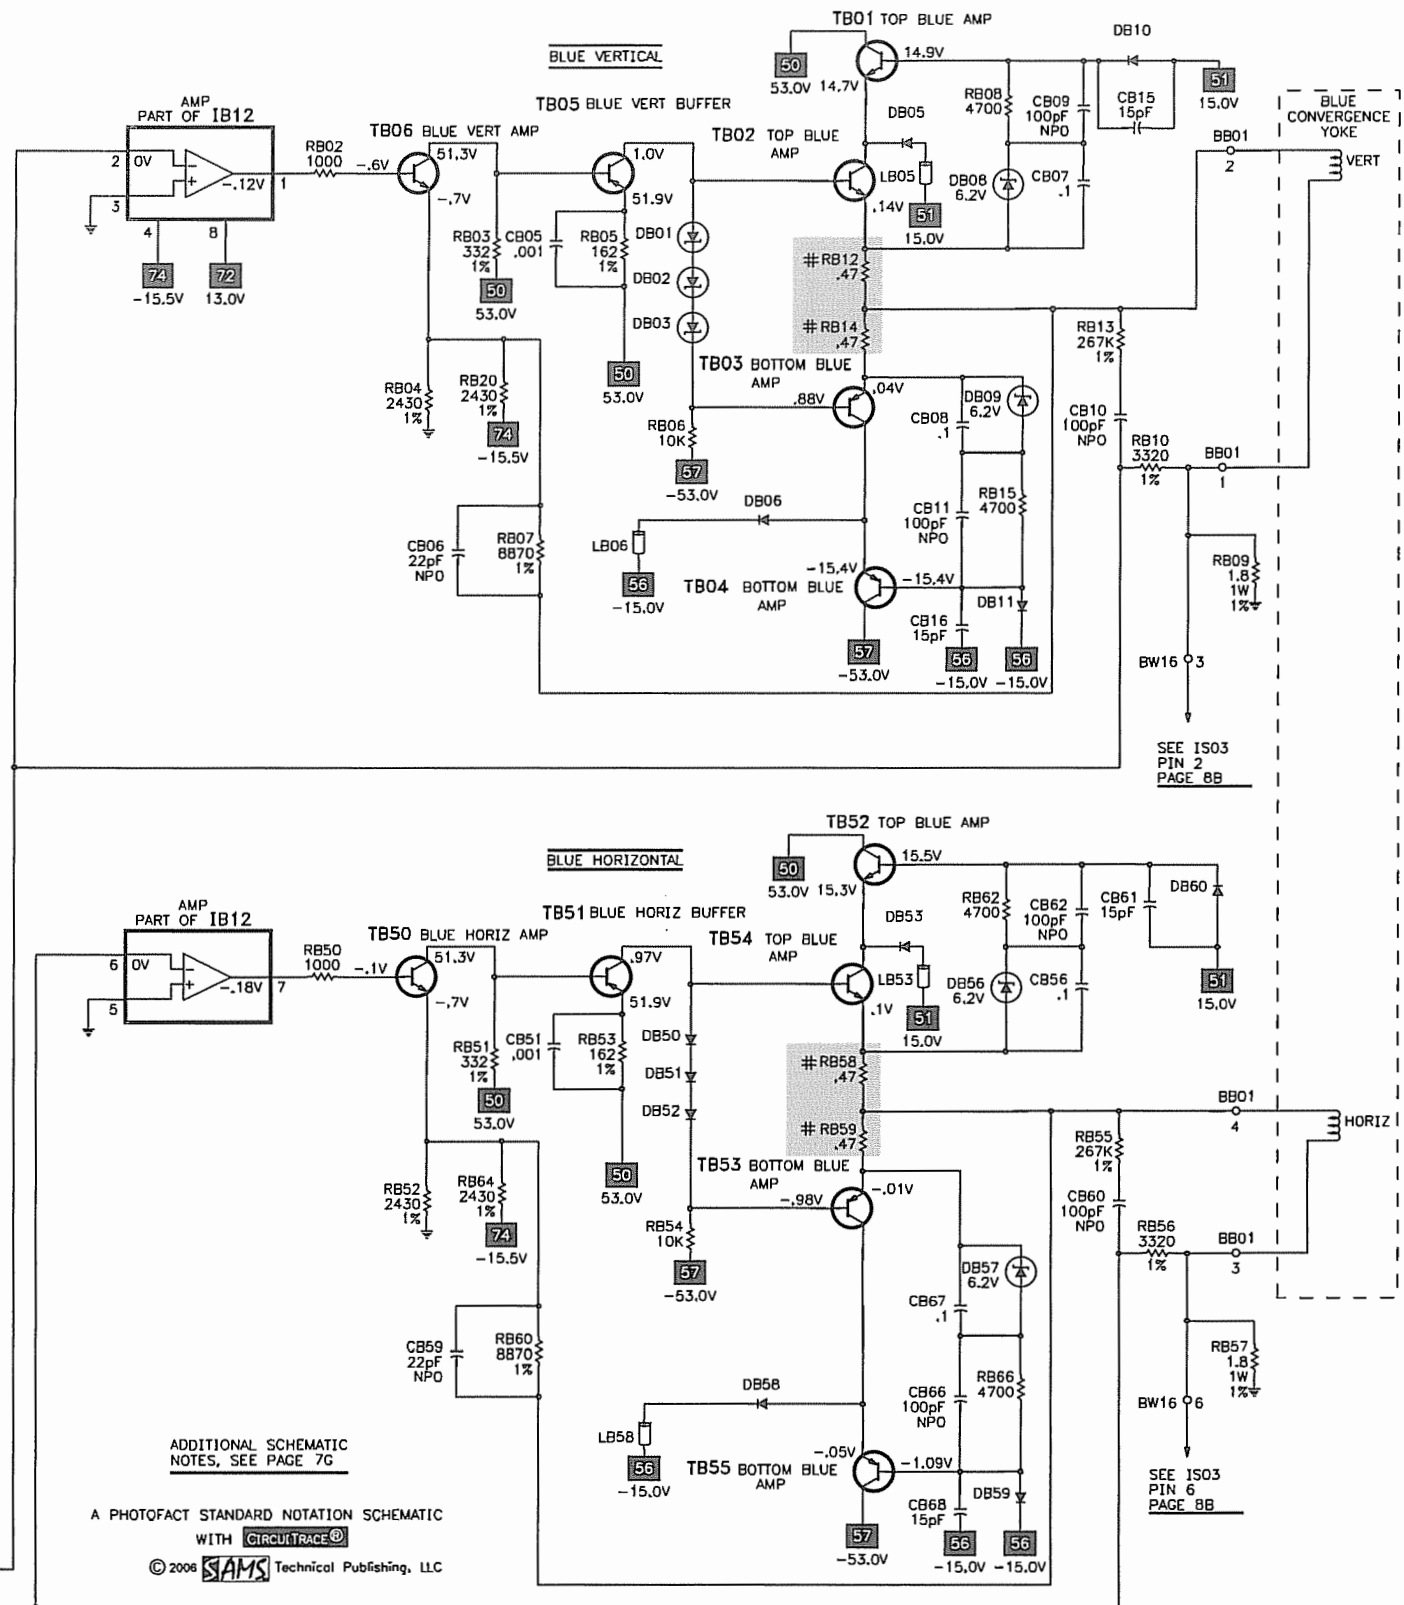 TB01 TOP BLUE AMP
DB10
BLUE VERTICAL
50
53.0V
14.9V
14.7V
51
15.0V
RB08
4700
CB09
100pF
NPO
CB15
15pF
BLUE
CONVERGENCE
YOKE
AMP
PART OF IB12
2
0V
-.12V
1
3
4
8
74
-15.5V
72
13.0V
RB02
1000
-.6V
TB06 BLUE VERT AMP
51.3V
-.7V
TB05 BLUE VERT BUFFER
1.0V
51.9V
TB02 TOP BLUE
AMP
.14V
DB05
LB05
51
15.0V
DB08
6.2V
CB07
.1
BB01
2
VERT
RB03
332
1%
50
53.0V
CB05
.001
RB05
162
1%
50
53.0V
DB01
DB02
DB03
#RB12
.47
#RB14
.47
RB13
267K
1%
TB03 BOTTOM BLUE
AMP
.88V
.04V
RB04
2430
1%
RB20
2430
1%
74
-15.5V
RB06
10K
57
-53.0V
CB08
.1
DB09
6.2V
CB10
100pF
NPO
RB10
3320
1%
BB01
1
DB06
LB06
56
-15.0V
CB11
100pF
NPO
RB15
4700
CB06
22pF
NPO
RB07
8870
1%
RB09
1.8
1W
1%
-15.4V
TB04 BOTTOM BLUE
AMP
-15.4V
DB11
CB16
15pF
57
-53.0V
56
-15.0V
56
-15.0V
BW16
3
SEE IS03
PIN 2
PAGE 8B
TB52 TOP BLUE AMP
BLUE HORIZONTAL
50
53.0V
15.5V
15.3V
RB62
4700
CB62
100pF
NPO
CB61
15pF
DB60
AMP
PART OF IB12
6
0V
-.18V
7
5
RB50
1000
-.1V
TB50 BLUE HORIZ AMP
51.3V
-.7V
TB51 BLUE HORIZ BUFFER
.97V
51.9V
TB54 TOP BLUE
AMP
.1V
DB53
LB53
51
15.0V
DB56
6.2V
CB56
.1
51
15.0V
RB51
332
1%
50
53.0V
CB51
.001
RB53
162
1%
50
53.0V
DB50
DB51
DB52
#RB58
.47
#RB59
.47
BB01
4
HORIZ
RB55
267K
1%
TB53 BOTTOM BLUE
AMP
-.98V
-.01V
RB52
2430
1%
RB64
2430
1%
74
-15.5V
RB54
10K
57
-53.0V
CB60
100pF
NPO
RB56
3320
1%
BB01
3
DB57
6.2V
CB67
.1
CB59
22pF
NPO
RB60
8870
1%
DB58
LB58
56
-15.0V
CB66
100pF
NPO
RB66
4700
RB57
1.8
1W
1%
BW16
6
-.05V
TB55 BOTTOM BLUE
AMP
-1.09V
DB59
CB68
15pF
57
-53.0V
56
-15.0V
56
-15.0V
SEE IS03
PIN 6
PAGE 8B
ADDITIONAL SCHEMATIC
NOTES, SEE PAGE 7G
A PHOTOFACT STANDARD NOTATION SCHEMATIC
WITH CIRCUITRACE®
© 2006 SAMS Technical Publishing, LLC